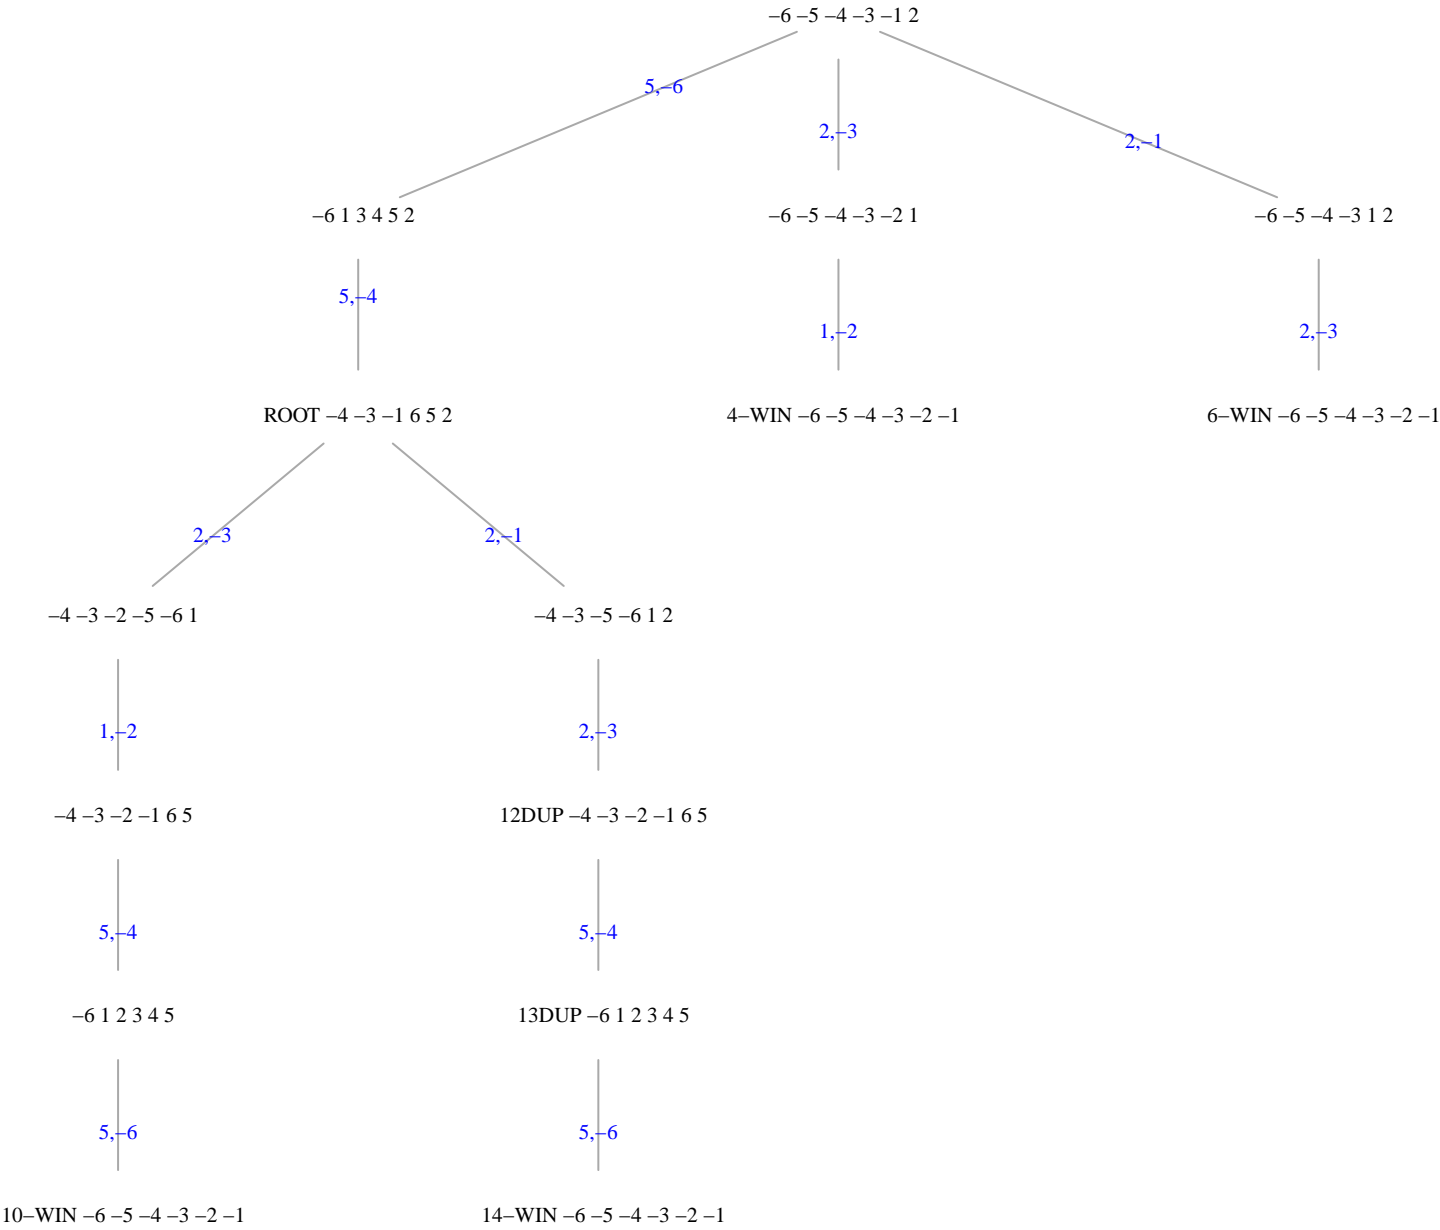 –6 –5 –4 –3 –1 2
5,–6
2,–3
2,–1
–6 1 3 4 5 2
–6 –5 –4 –3 –2 1
–6 –5 –4 –3 1 2
5,–4
1,–2
2,–3
ROOT –4 –3 –1 6 5 2
4–WIN –6 –5 –4 –3 –2 –1
6–WIN –6 –5 –4 –3 –2 –1
2,–3
2,–1
–4 –3 –2 –5 –6 1
–4 –3 –5 –6 1 2
1,–2
2,–3
–4 –3 –2 –1 6 5
12DUP –4 –3 –2 –1 6 5
5,–4
5,–4
–6 1 2 3 4 5
13DUP –6 1 2 3 4 5
5,–6
5,–6
10–WIN –6 –5 –4 –3 –2 –1
14–WIN –6 –5 –4 –3 –2 –1